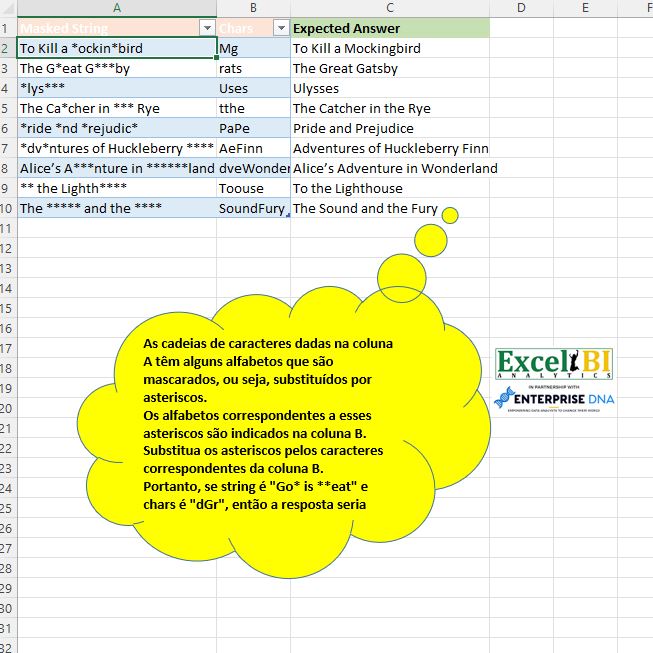 A B C D E F
1 Masked String Chars Expected Answer
2 To Kill a *ockin*bird Mg To Kill a Mockingbird
3 The G*eat G***by rats The Great Gatsby
4 *lys*** Uses Ulysses
5 The Ca*cher in *** Rye tthe The Catcher in the Rye
6 *ride *nd *rejudic* PaPe Pride and Prejudice
7 *dv*ntures of Huckleberry **** AeFinn Adventures of Huckleberry Finn
8 Alice’s A***nture in ******land dveWonder Alice’s Adventure in Wonderland
9 ** the Lighth**** Toouse To the Lighthouse
10 The ***** and the **** SoundFury The Sound and the Fury
11
12
13
14
15
16
17
18
19
20
21
22
23
24
25
26
27
28
29
30
31
32
As cadeias de caracteres dadas na coluna
A têm alguns alfabetos que são
mascarados, ou seja, substituídos por
asteriscos.
Os alfabetos correspondentes a esses
asteriscos são indicados na coluna B.
Substitua os asteriscos pelos caracteres
correspondentes da coluna B.
Portanto, se string é "Go* is **eat" e
chars é "dGr", então a resposta seria
Excel BI
ANALYTICS
IN PARTNERSHIP WITH
ENTERPRISE DNA
EMPOWERING DATA ANALYSTS TO CHANGE THEIR WORLD